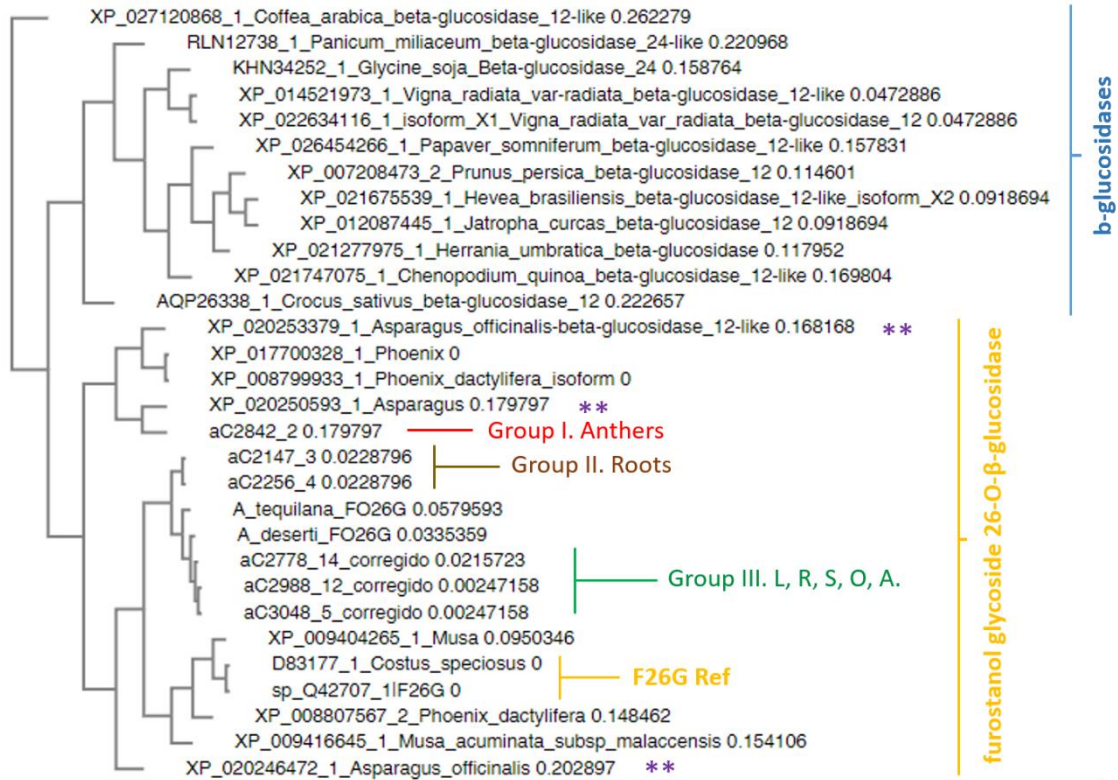 XP_027120868_1_Coffea_arabica_beta-glucosidase_12-like 0.262279
RLN12738_1_Panicum_miliaceum_beta-glucosidase_24-like 0.220968
KHN34252_1_Glycine_soja_Beta-glucosidase_24 0.158764
XP_014521973_1_Vigna_radiata_var-radiata_beta-glucosidase_12-like 0.0472886
XP_022634116_1_isoform_X1_Vigna_radiata_var_radiata_beta-glucosidase_12 0.0472886
XP_026454266_1_Papaver_somniferum_beta-glucosidase_12-like 0.157831
XP_007208473_2_Prunus_persica_beta-glucosidase_12 0.114601
XP_021675539_1_Hevea_brasiliensis_beta-glucosidase_12-like_isoform_X2 0.0918694
XP_012087445_1_Jatropha_curcas_beta-glucosidase_12 0.0918694
XP_021277975_1_Herrania_umbratica_beta-glucosidase 0.117952
XP_021747075_1_Chenopodium_quinoa_beta-glucosidase_12-like 0.169804
AQP26338_1_Crocus_sativus_beta-glucosidase_12 0.222657
b-glucosidases
XP_020253379_1_Asparagus_officinalis-beta-glucosidase_12-like 0.168168 **
XP_017700328_1_Phoenix 0
XP_008799933_1_Phoenix_dactylifera_isoform 0
XP_020250593_1_Asparagus 0.179797 **
aC2842_2 0.179797 Group I. Anthers
aC2147_3 0.0228796
Group II. Roots
aC2256_4 0.0228796
A_tequilana_FO26G 0.0579593
A_deserti_FO26G 0.0335359
aC2778_14_corregido 0.0215723
aC2988_12_corregido 0.00247158 Group III. L, R, S, O, A.
aC3048_5_corregido 0.00247158
XP_009404265_1_Musa 0.0950346
D83177_1_Costus_speciosus 0
F26G Ref
sp_Q42707_1|F26G 0
XP_008807567_2_Phoenix_dactylifera 0.148462
XP_009416645_1_Musa_acuminata_subsp_malaccensis 0.154106
XP_020246472_1_Asparagus_officinalis 0.202897 **
furostanol glycoside 26-O-β-glucosidase